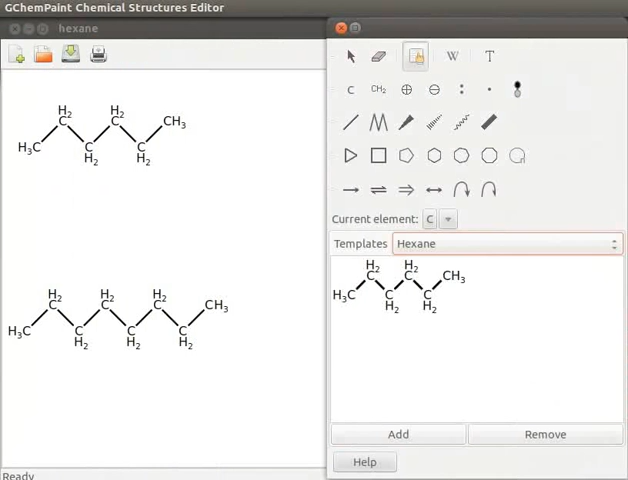 GChemPaint Chemical Structures Editor
hexane
W T
C CH₂
Current element: C
Templates Hexane
H₂ H₂
C C CH₃
H₃C C C
H₂ H₂
H₂ H₂
C C CH₃
H₃C C C
H₂ H₂
H₂ H₂ H₂
C C C CH₃
H₃C C C C
H₂ H₂ H₂
Add Remove
Help
Ready